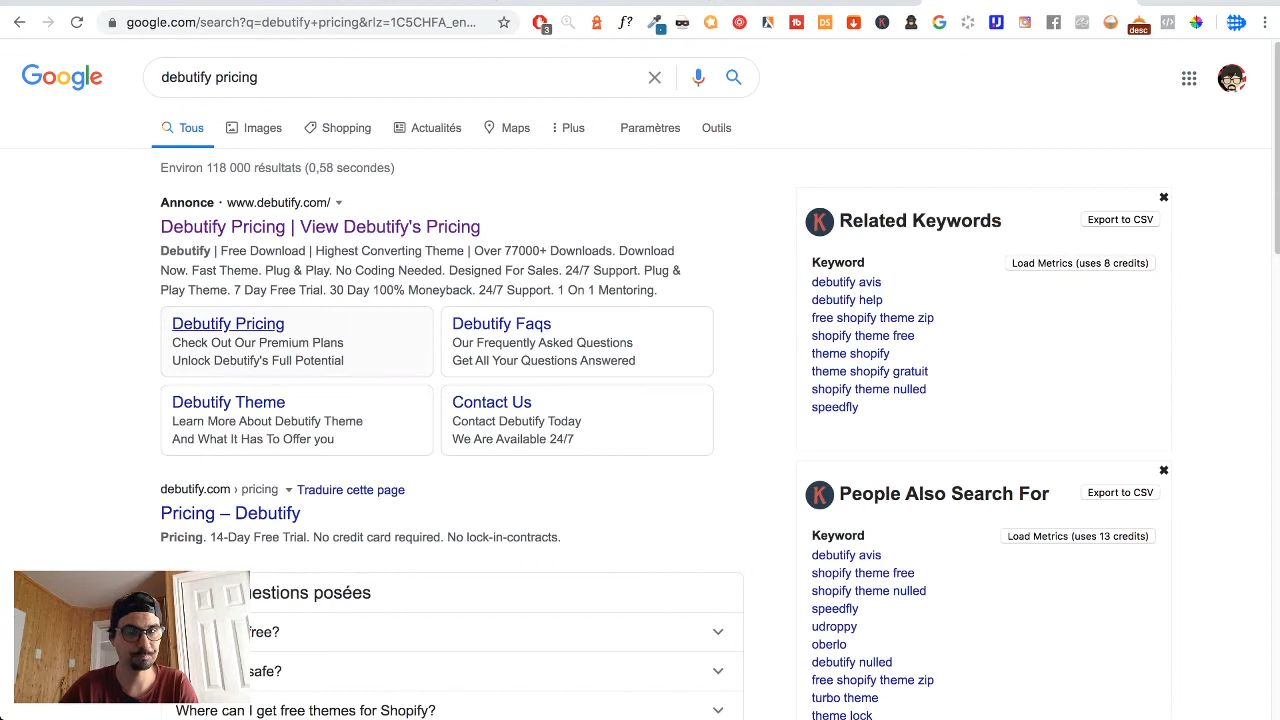 google.com/search?q=debutify+pricing&rlz=1C5CHFA_en...
3
f?
desc
Google
debutify pricing
Tous
Images
Shopping
Actualités
Maps
Plus
Paramètres
Outils
Environ 118 000 résultats (0,58 secondes)
Annonce · www.debutify.com/
Debutify Pricing | View Debutify's Pricing
Debutify | Free Download | Highest Converting Theme | Over 77000+ Downloads. Download
Now. Fast Theme. Plug & Play. No Coding Needed. Designed For Sales. 24/7 Support. Plug &
Play Theme. 7 Day Free Trial. 30 Day 100% Moneyback. 24/7 Support. 1 On 1 Mentoring.
Debutify Pricing
Check Out Our Premium Plans
Unlock Debutify's Full Potential
Debutify Faqs
Our Frequently Asked Questions
Get All Your Questions Answered
Debutify Theme
Learn More About Debutify Theme
And What It Has To Offer you
Contact Us
Contact Debutify Today
We Are Available 24/7
debutify.com › pricing
Traduire cette page
Pricing – Debutify
Pricing. 14-Day Free Trial. No credit card required. No lock-in-contracts.
estions posées
free?
safe?
Where can I get free themes for Shopify?
K
Related Keywords
Export to CSV
Keyword
Load Metrics (uses 8 credits)
debutify avis
debutify help
free shopify theme zip
shopify theme free
theme shopify
theme shopify gratuit
shopify theme nulled
speedfly
K
People Also Search For
Export to CSV
Keyword
Load Metrics (uses 13 credits)
debutify avis
shopify theme free
shopify theme nulled
speedfly
udroppy
oberlo
debutify nulled
free shopify theme zip
turbo theme
theme lock